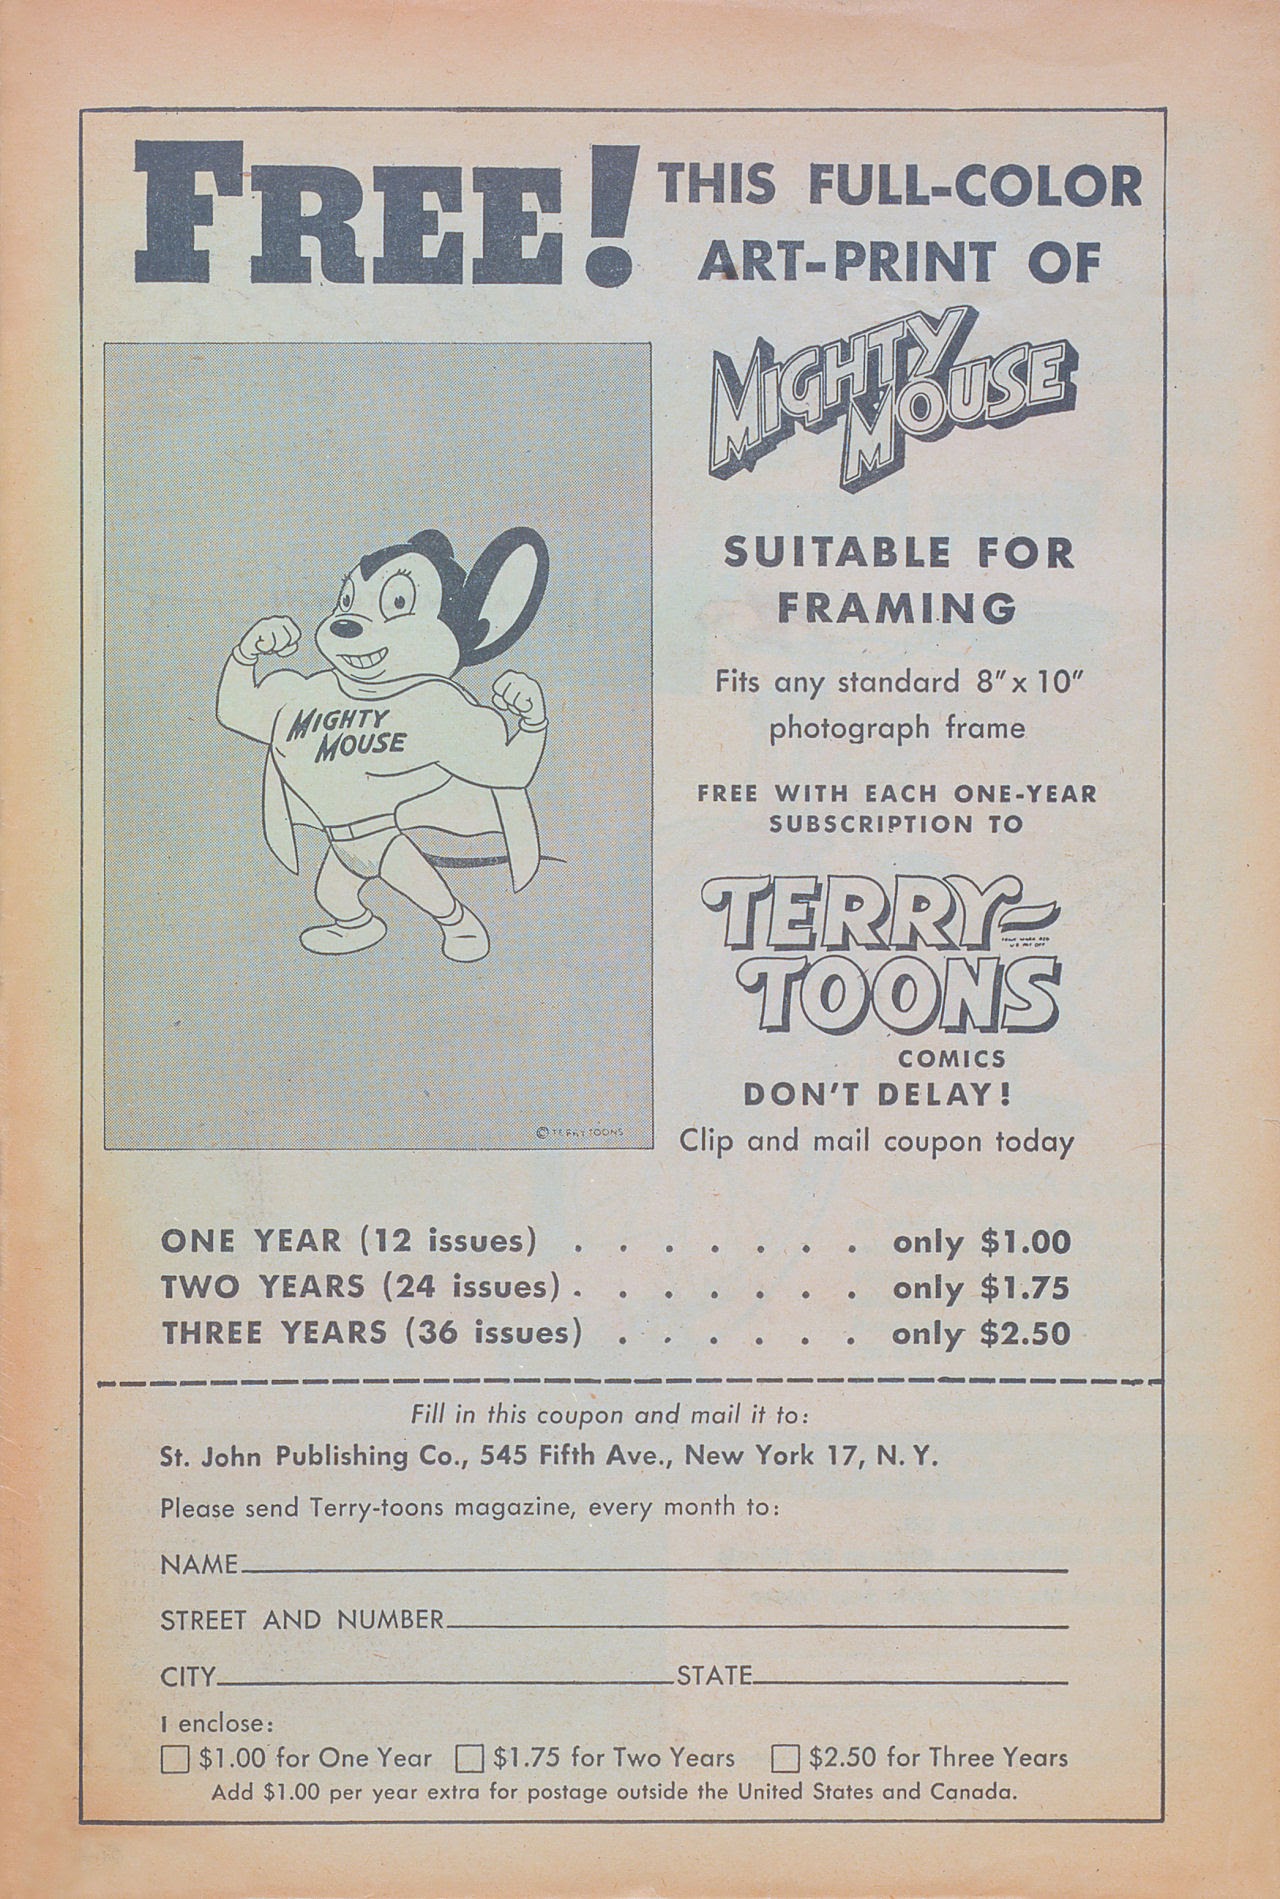 FREE! THIS FULL-COLOR
ART-PRINT OF
MIGHTY
MOUSE
SUITABLE FOR
FRAMING
Fits any standard 8" x 10"
photograph frame
FREE WITH EACH ONE-YEAR
SUBSCRIPTION TO
TERRY-
TOONS
COMICS
DON'T DELAY!
Clip and mail coupon today
MIGHTY
MOUSE
© TERRYTOONS
ONE YEAR (12 issues) . . . . . . . only $1.00
TWO YEARS (24 issues) . . . . . . . only $1.75
THREE YEARS (36 issues) . . . . . . only $2.50
Fill in this coupon and mail it to:
St. John Publishing Co., 545 Fifth Ave., New York 17, N. Y.
Please send Terry-toons magazine, every month to:
NAME
STREET AND NUMBER
CITY STATE
I enclose:
☐ $1.00 for One Year ☐ $1.75 for Two Years ☐ $2.50 for Three Years
Add $1.00 per year extra for postage outside the United States and Canada.